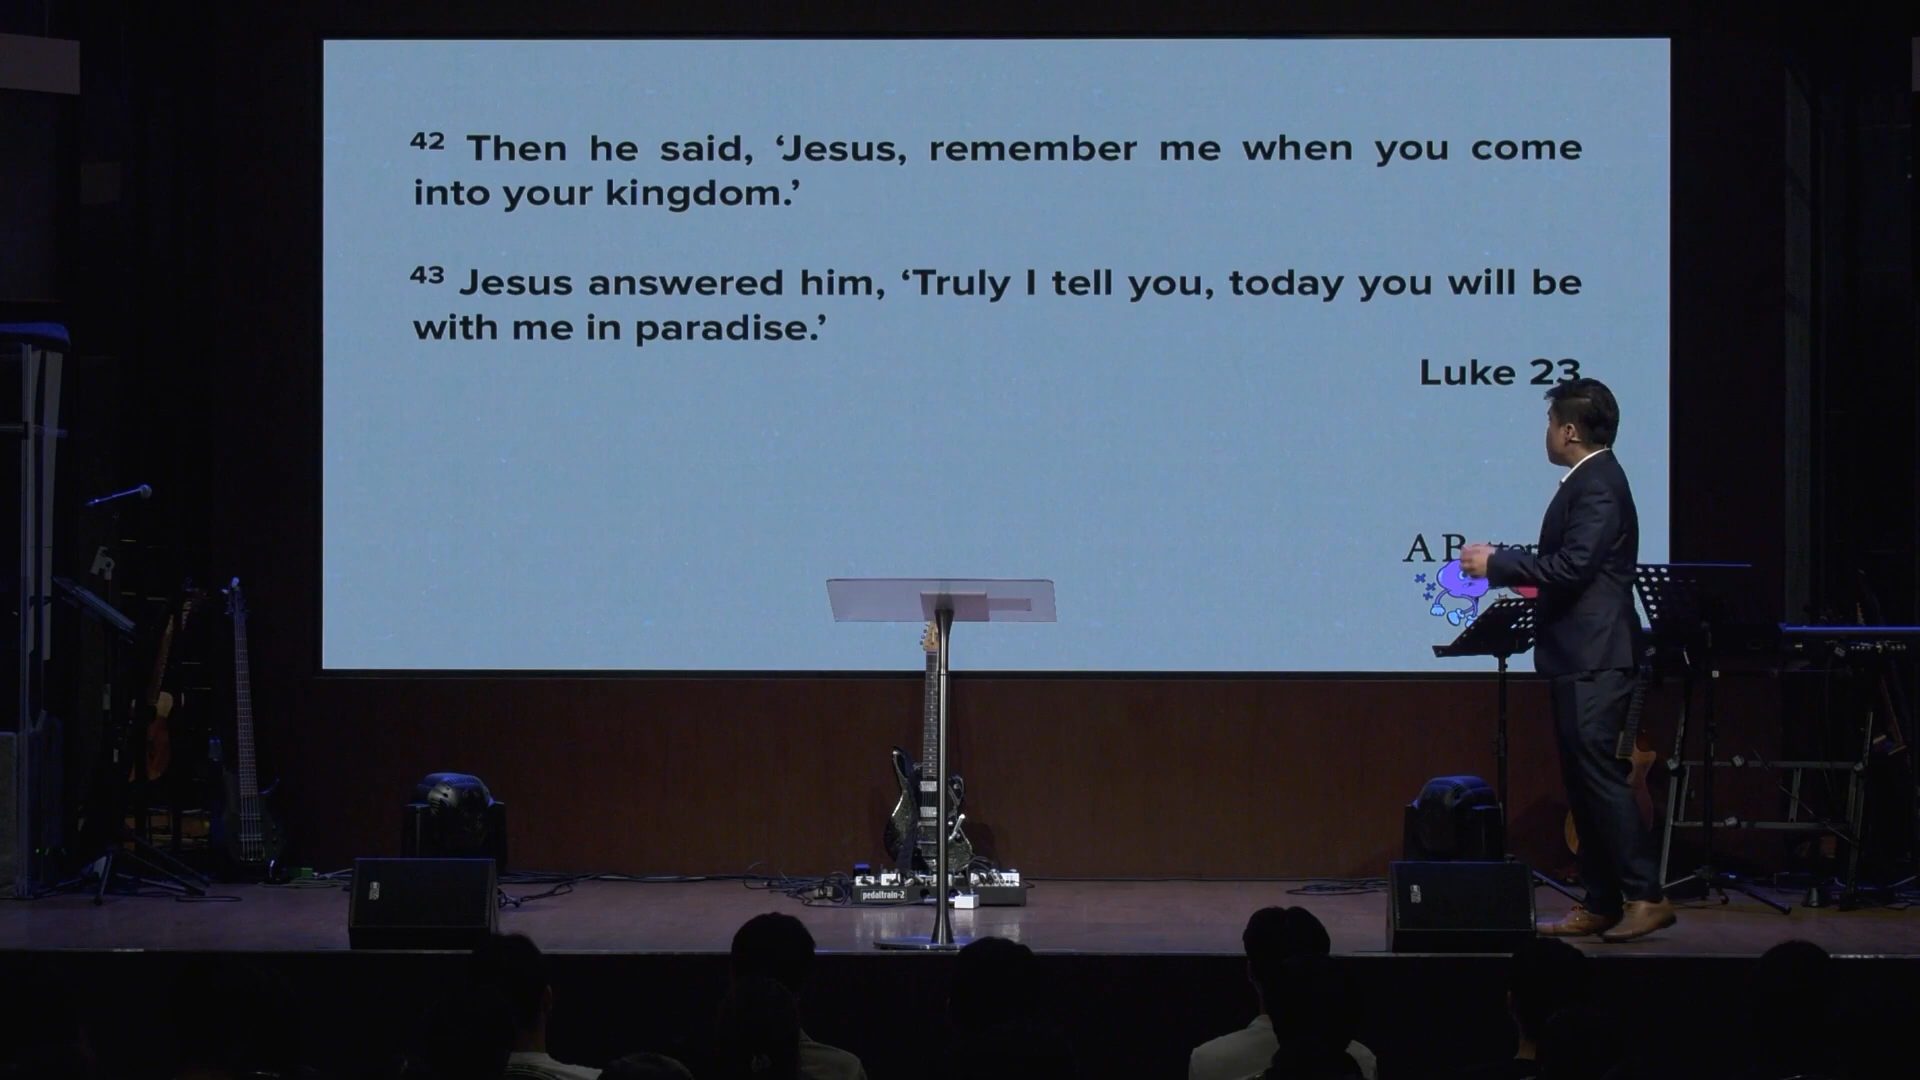 42 Then he said, ‘Jesus, remember me when you come
into your kingdom.’
43 Jesus answered him, ‘Truly I tell you, today you will be
with me in paradise.’
Luke 23
A
pedaltrain-2